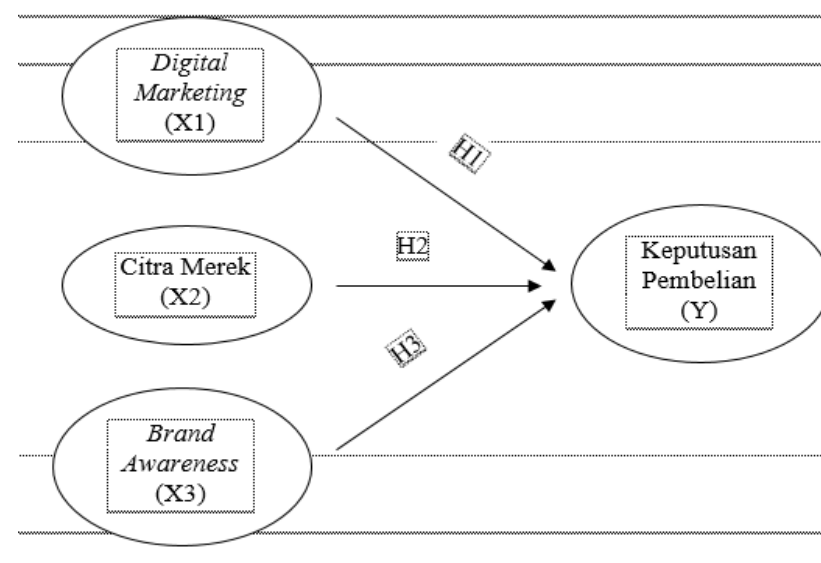 Digital
Marketing
(X1)
H1
Citra Merek
(X2)
H2
Keputusan
Pembelian
(Y)
H3
Brand
Awareness
(X3)